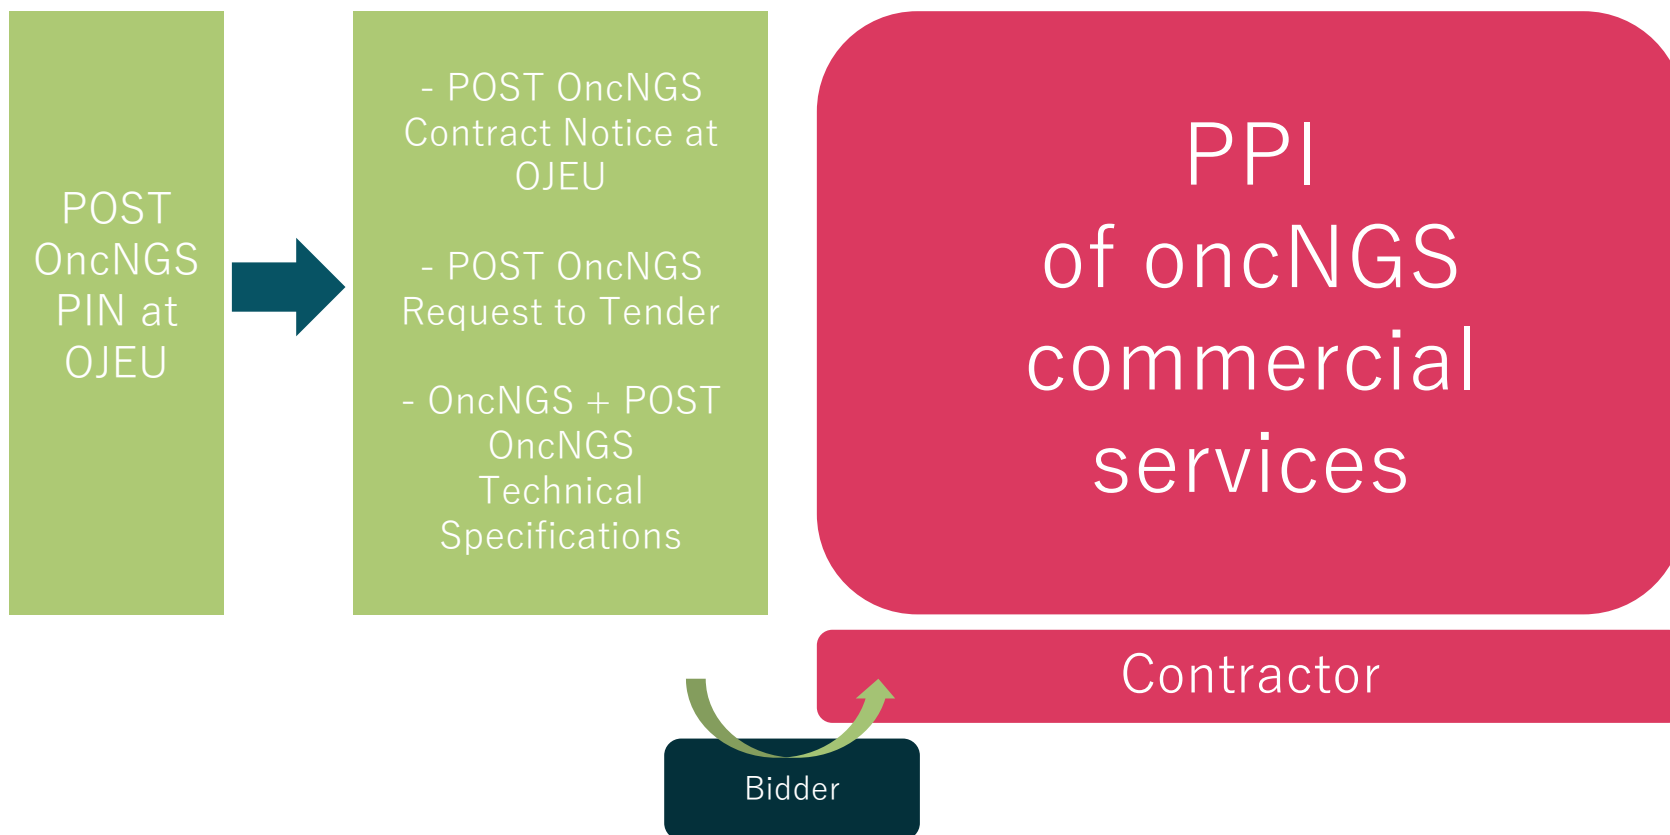 POST
OncNGS
PIN at
OJEU
- POST OncNGS
Contract Notice at
OJEU
- POST OncNGS
Request to Tender
- OncNGS + POST
OncNGS
Technical
Specifications
PPI
of oncNGS
commercial
services
Contractor
Bidder